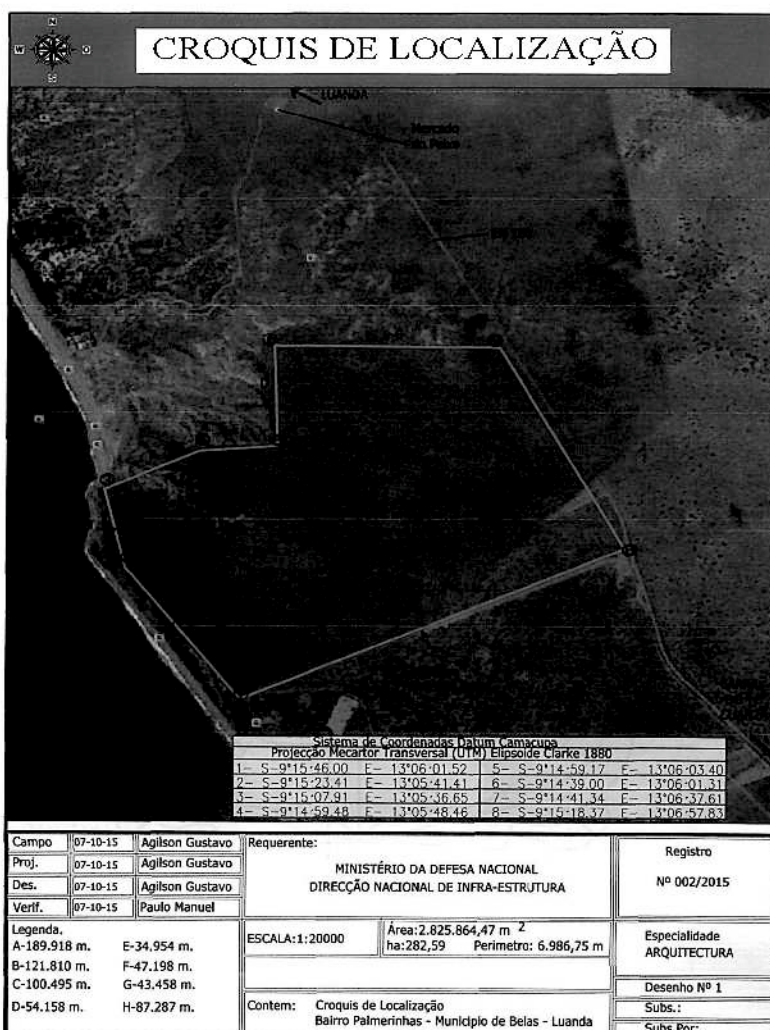 N
W O
S
CROQUIS DE LOCALIZAÇÃO
LUANDA
Mercado
do Peixe
Sistema de Coordenadas Datum Camacupa
Projecção Mecartor Transversal (UTM) Elipsoide Clarke 1880
1- S-9°15'46.00 E- 13°06'01.52 5- S-9°14'59.17 E- 13°06'03.40
2- S-9°15'23.41 E- 13°05'41.41 6- S-9°14'39.00 E- 13°06'01.31
3- S-9°15'07.91 E- 13°05'36.65 7- S-9°14'41.34 E- 13°06'37.61
4- S-9°14'59.48 E- 13°05'48.46 8- S-9°15'18.37 E- 13°06'57.83
Campo 07-10-15 Agilson Gustavo
Proj. 07-10-15 Agilson Gustavo
Des. 07-10-15 Agilson Gustavo
Verif. 07-10-15 Paulo Manuel
Requerente:
MINISTÉRIO DA DEFESA NACIONAL
DIRECÇÃO NACIONAL DE INFRA-ESTRUTURA
Registro
Nº 002/2015
Legenda.
A-189.918 m. E-34.954 m.
B-121.810 m. F-47.198 m.
C-100.495 m. G-43.458 m.
D-54.158 m. H-87.287 m.
ESCALA:1:20000
Área:2.825.864,47 m 2
ha:282,59 Perimetro: 6.986,75 m
Contem: Croquis de Localização
Bairro Palmerinhas - Municipio de Belas - Luanda
Especialidade
ARQUITECTURA
Desenho Nº 1
Subs.:
Subs Por: